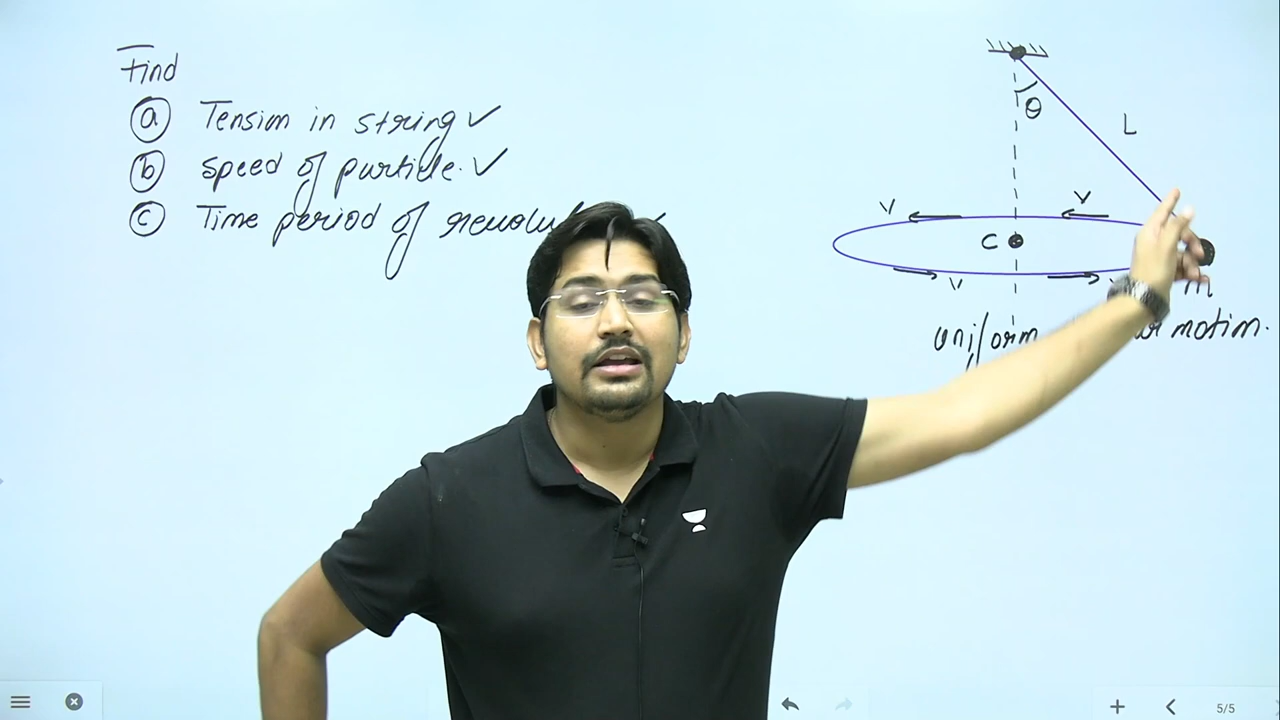 Find
a Tension in string ✓
b speed of particle. ✓
c Time period of
θ
L
V V
C
V
m
uniform motion.
5/5